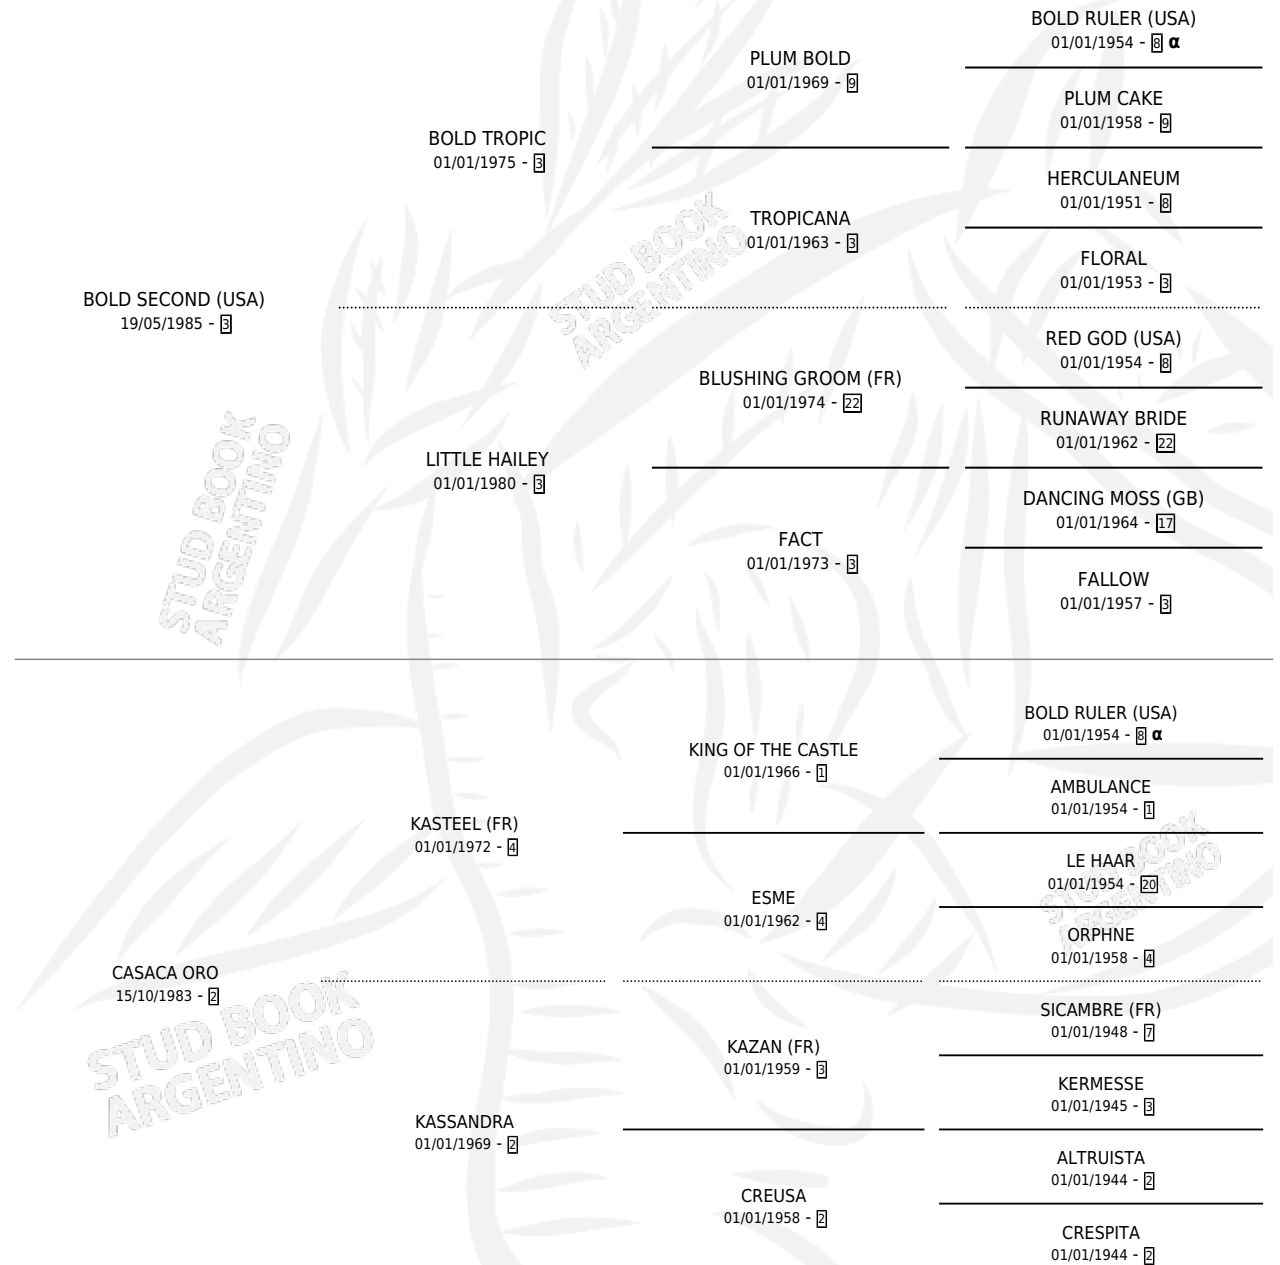 BOLD SECOND (USA)
19/05/1985 - 3
BOLD TROPIC
01/01/1975 - 3
LITTLE HAILEY
01/01/1980 - 3
PLUM BOLD
01/01/1969 - 9
TROPICANA
01/01/1963 - 3
BLUSHING GROOM (FR)
01/01/1974 - 22
FACT
01/01/1973 - 3
BOLD RULER (USA)
01/01/1954 - 8 α
PLUM CAKE
01/01/1958 - 9
HERCULANEUM
01/01/1951 - 8
FLORAL
01/01/1953 - 3
RED GOD (USA)
01/01/1954 - 8
RUNAWAY BRIDE
01/01/1962 - 22
DANCING MOSS (GB)
01/01/1964 - 17
FALLOW
01/01/1957 - 3
CASACA ORO
15/10/1983 - 2
KASTEEL (FR)
01/01/1972 - 4
KASSANDRA
01/01/1969 - 2
KING OF THE CASTLE
01/01/1966 - 1
ESME
01/01/1962 - 4
KAZAN (FR)
01/01/1959 - 3
CREUSA
01/01/1958 - 2
BOLD RULER (USA)
01/01/1954 - 8 α
AMBULANCE
01/01/1954 - 1
LE HAAR
01/01/1954 - 20
ORPHNE
01/01/1958 - 4
SICAMBRE (FR)
01/01/1948 - 7
KERMESSE
01/01/1945 - 3
ALTRUISTA
01/01/1944 - 2
CRESPITA
01/01/1944 - 2
STUD BOOK
ARGENTINO
STUD BOOK
ARGENTINO
STUD BOOK
ARGENTINO
STUD BOOK
ARGENTINO